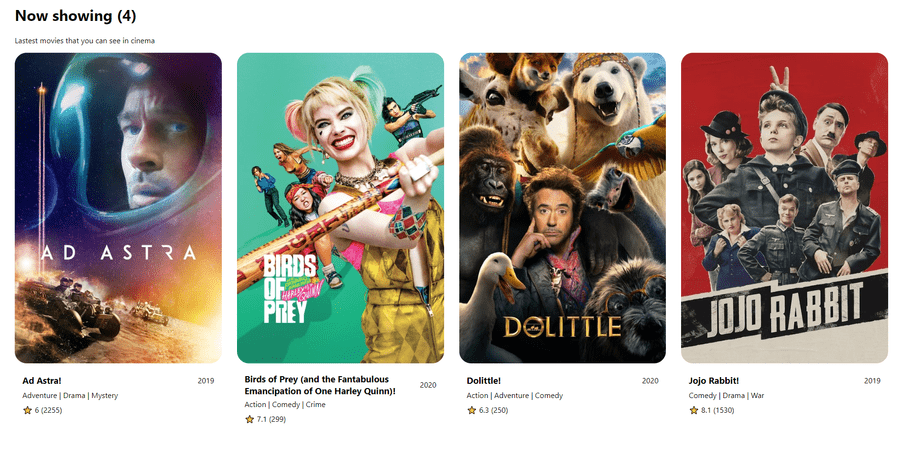 Now showing (4)
Lastest movies that you can see in cinema
AD ASTRA
BIRDS
OF
PREY
HARLEY QUINN
DOLITTLE
JOJO RABBIT
Ad Astra!
2019
Adventure | Drama | Mystery
6 (2255)
Birds of Prey (and the Fantabulous
Emancipation of One Harley Quinn)!
2020
Action | Comedy | Crime
7.1 (299)
Dolittle!
2020
Action | Adventure | Comedy
6.3 (250)
Jojo Rabbit!
2019
Comedy | Drama | War
8.1 (1530)